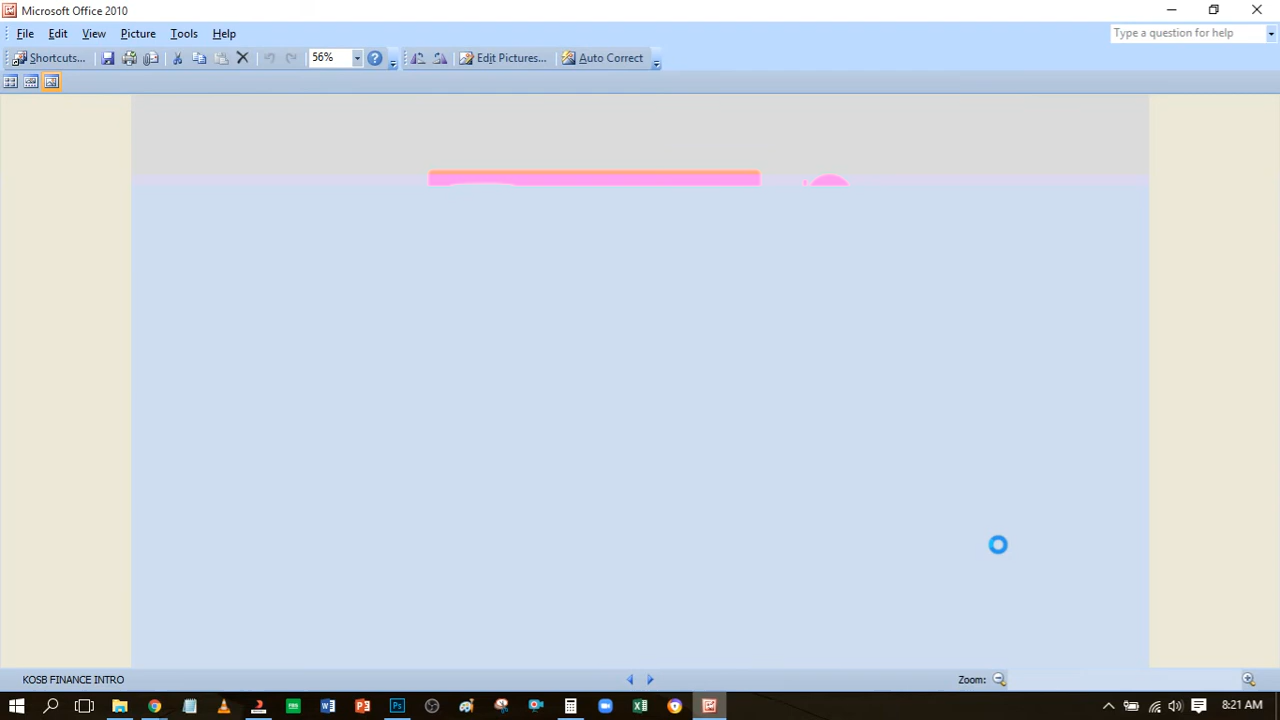 Microsoft Office 2010
File Edit View Picture Tools Help
Type a question for help
Shortcuts... 56% Edit Pictures... Auto Correct
KOSB FINANCE INTRO
Zoom:
8:21 AM